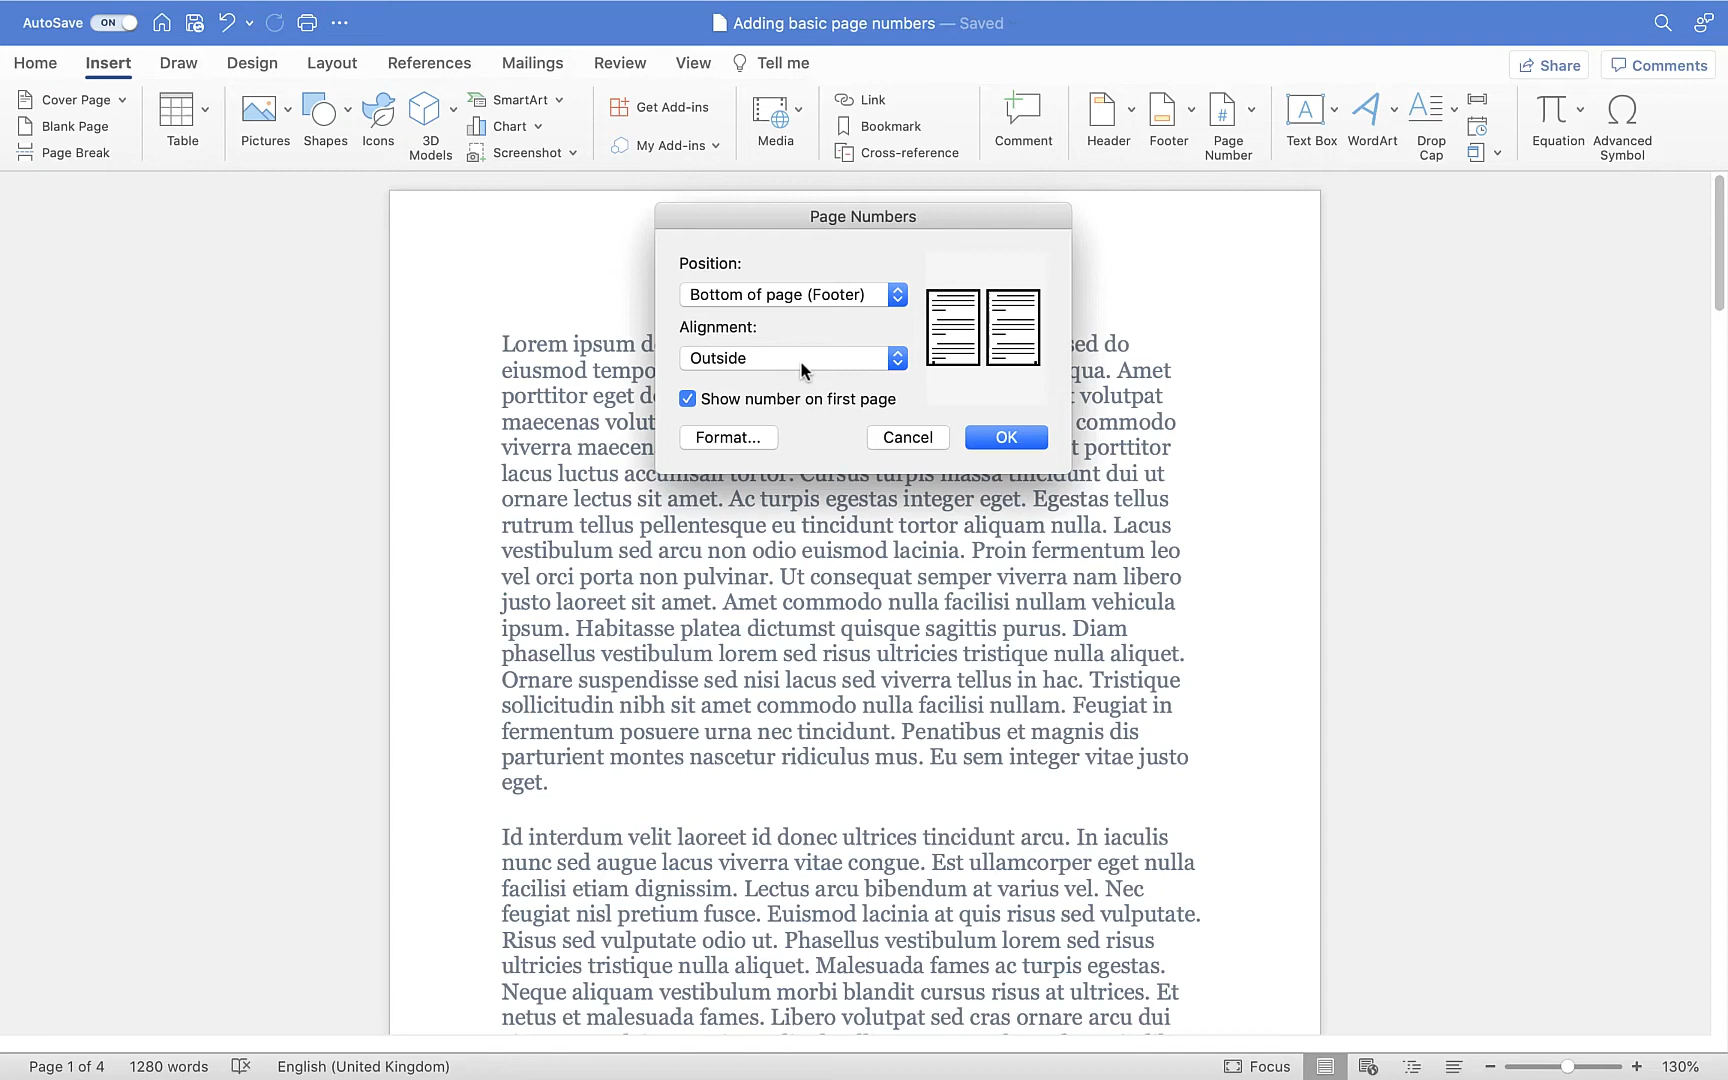 AutoSave ON
Adding basic page numbers — Saved
Home Insert Draw Design Layout References Mailings Review View Tell me
Share Comments
Cover Page
Blank Page
Page Break
Table
Pictures
Shapes
Icons
3D
Models
SmartArt
Chart
Screenshot
Get Add-ins
My Add-ins
Media
Link
Bookmark
Cross-reference
Comment
Header
Footer
#
Page
Number
A
Text Box
A
WordArt
A
Drop
Cap
π
Equation
Ω
Advanced
Symbol
Page Numbers
Position:
Bottom of page (Footer)
Alignment:
Outside
Show number on first page
Format...
Cancel
OK
Lorem ipsum d sed do
eiusmod tempo qua. Amet
porttitor eget d volutpat
maecenas volut commodo
viverra maecen t porttitor
lacus luctus accumsan tortor. Cursus turpis massa tincidunt dui ut
ornare lectus sit amet. Ac turpis egestas integer eget. Egestas tellus
rutrum tellus pellentesque eu tincidunt tortor aliquam nulla. Lacus
vestibulum sed arcu non odio euismod lacinia. Proin fermentum leo
vel orci porta non pulvinar. Ut consequat semper viverra nam libero
justo laoreet sit amet. Amet commodo nulla facilisi nullam vehicula
ipsum. Habitasse platea dictumst quisque sagittis purus. Diam
phasellus vestibulum lorem sed risus ultricies tristique nulla aliquet.
Ornare suspendisse sed nisi lacus sed viverra tellus in hac. Tristique
sollicitudin nibh sit amet commodo nulla facilisi nullam. Feugiat in
fermentum posuere urna nec tincidunt. Penatibus et magnis dis
parturient montes nascetur ridiculus mus. Eu sem integer vitae justo
eget.
Id interdum velit laoreet id donec ultrices tincidunt arcu. In iaculis
nunc sed augue lacus viverra vitae congue. Est ullamcorper eget nulla
facilisi etiam dignissim. Lectus arcu bibendum at varius vel. Nec
feugiat nisl pretium fusce. Euismod lacinia at quis risus sed vulputate.
Risus sed vulputate odio ut. Phasellus vestibulum lorem sed risus
ultricies tristique nulla aliquet. Malesuada fames ac turpis egestas.
Neque aliquam vestibulum morbi blandit cursus risus at ultrices. Et
netus et malesuada fames. Libero volutpat sed cras ornare arcu dui
Page 1 of 4 1280 words English (United Kingdom) Focus 130%